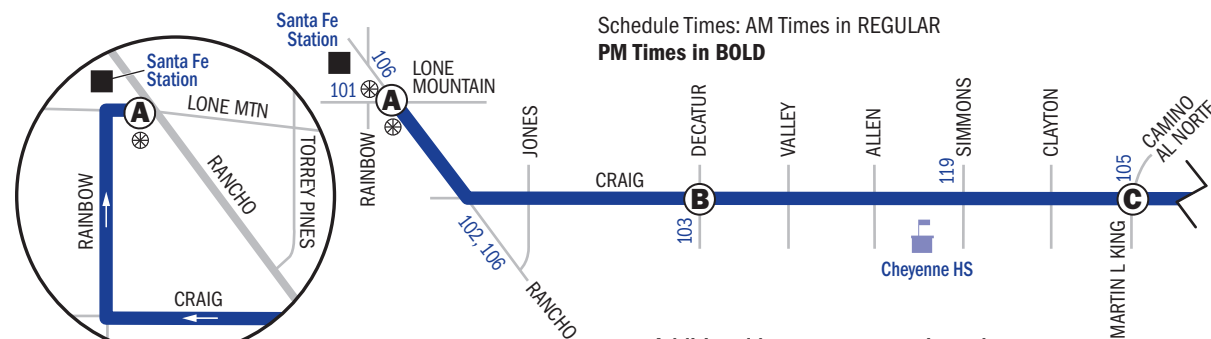 Schedule Times: AM Times in REGULAR
PM Times in BOLD
Santa Fe
Station
A
LONE MTN
RAINBOW
RANCHO
TORREY PINES
CRAIG
Santa Fe
Station
106
101
A
LONE
MOUNTAIN
RAINBOW
JONES
102, 106
RANCHO
CRAIG
DECATUR
B
103
VALLEY
ALLEN
SIMMONS
119
Cheyenne HS
CLAYTON
CAMINO
AL NORTE
105
C
MARTIN L KING